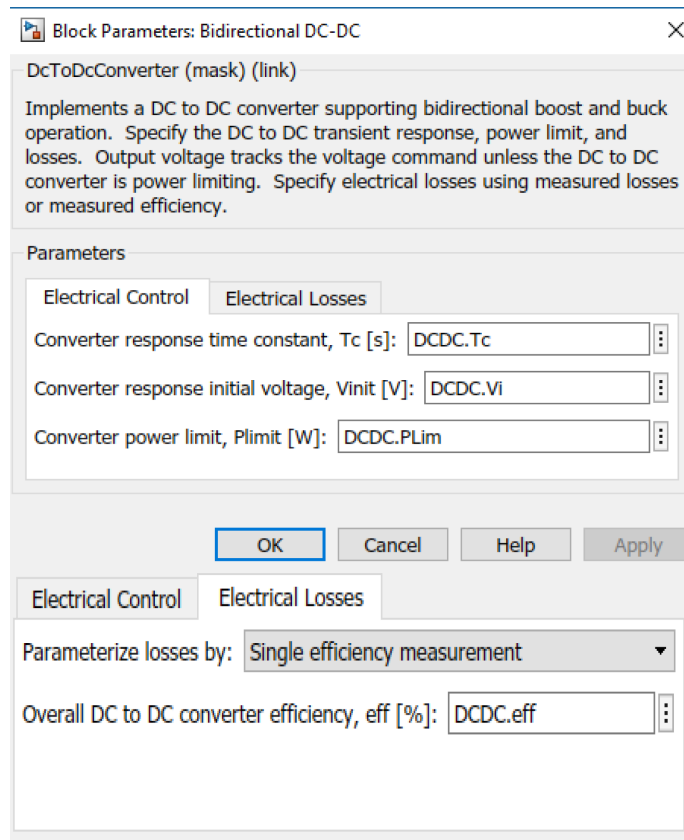 Block Parameters: Bidirectional DC-DC
DcToDcConverter (mask) (link)
Implements a DC to DC converter supporting bidirectional boost and buck
operation.  Specify the DC to DC transient response, power limit, and
losses.  Output voltage tracks the voltage command unless the DC to DC
converter is power limiting.  Specify electrical losses using measured losses
or measured efficiency.
Parameters
Electrical Control Electrical Losses
Converter response time constant, Tc [s]: DCDC.Tc
Converter response initial voltage, Vinit [V]: DCDC.Vi
Converter power limit, Plimit [W]: DCDC.PLim
OK Cancel Help Apply
Electrical Control Electrical Losses
Parameterize losses by: Single efficiency measurement
Overall DC to DC converter efficiency, eff [%]: DCDC.eff